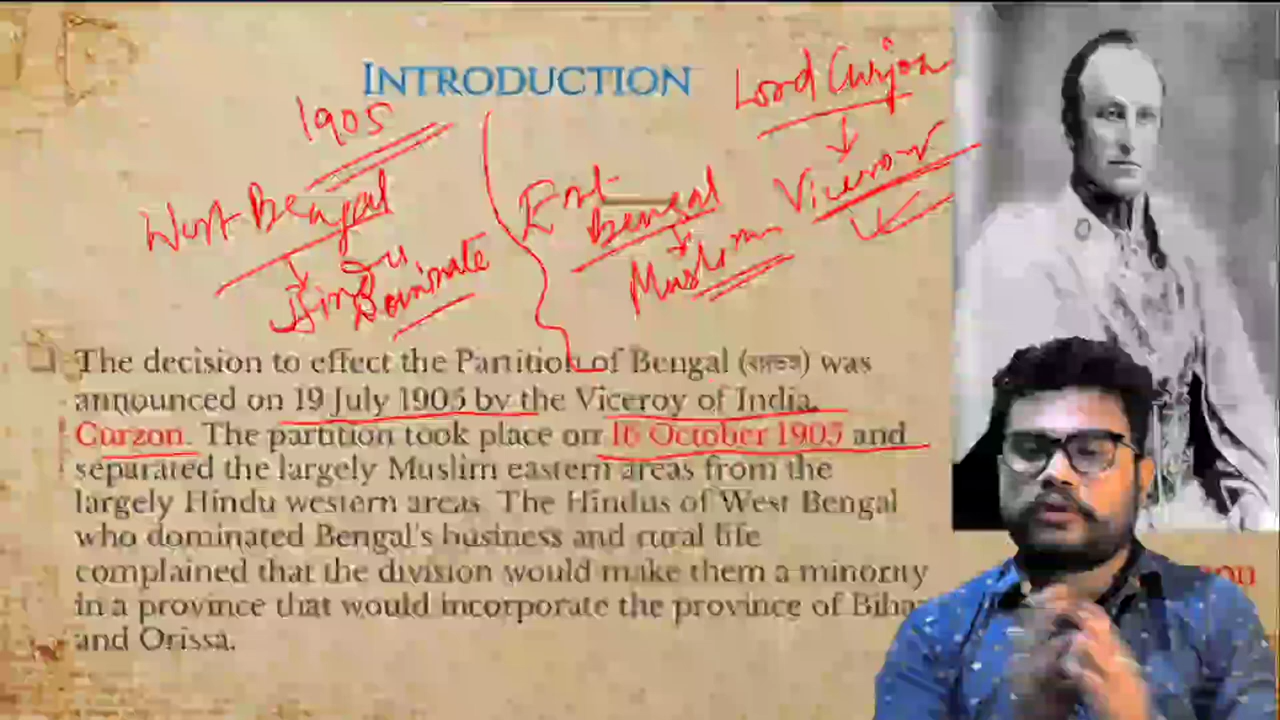 INTRODUCTION
Lord Curjon
1905
Viceroy
West Bengal
East
Bengal
Hindu
Dominate
Muslim
The decision to effect the Partition of Bengal (বঙ্গভঙ্গ) was
announced on 19 July 1905 by the Viceroy of India,
Curzon. The partition took place on 16 October 1905 and
separated the largely Muslim eastern areas from the
largely Hindu western areas. The Hindus of West Bengal
who dominated Bengal's business and rural life
complained that the division would make them a minority
in a province that would incorporate the province of Bihar
and Orissa.